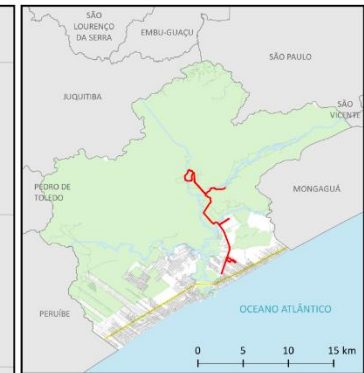 SÃO
LOURENÇO
DA SERRA
EMBU-GUAÇU
SÃO PAULO
JUQUITIBA
SÃO
VICENTE
PEDRO DE
TOLEDO
MONGAGUÁ
PERUÍBE
OCEANO ATLÂNTICO
0 5 10 15 km